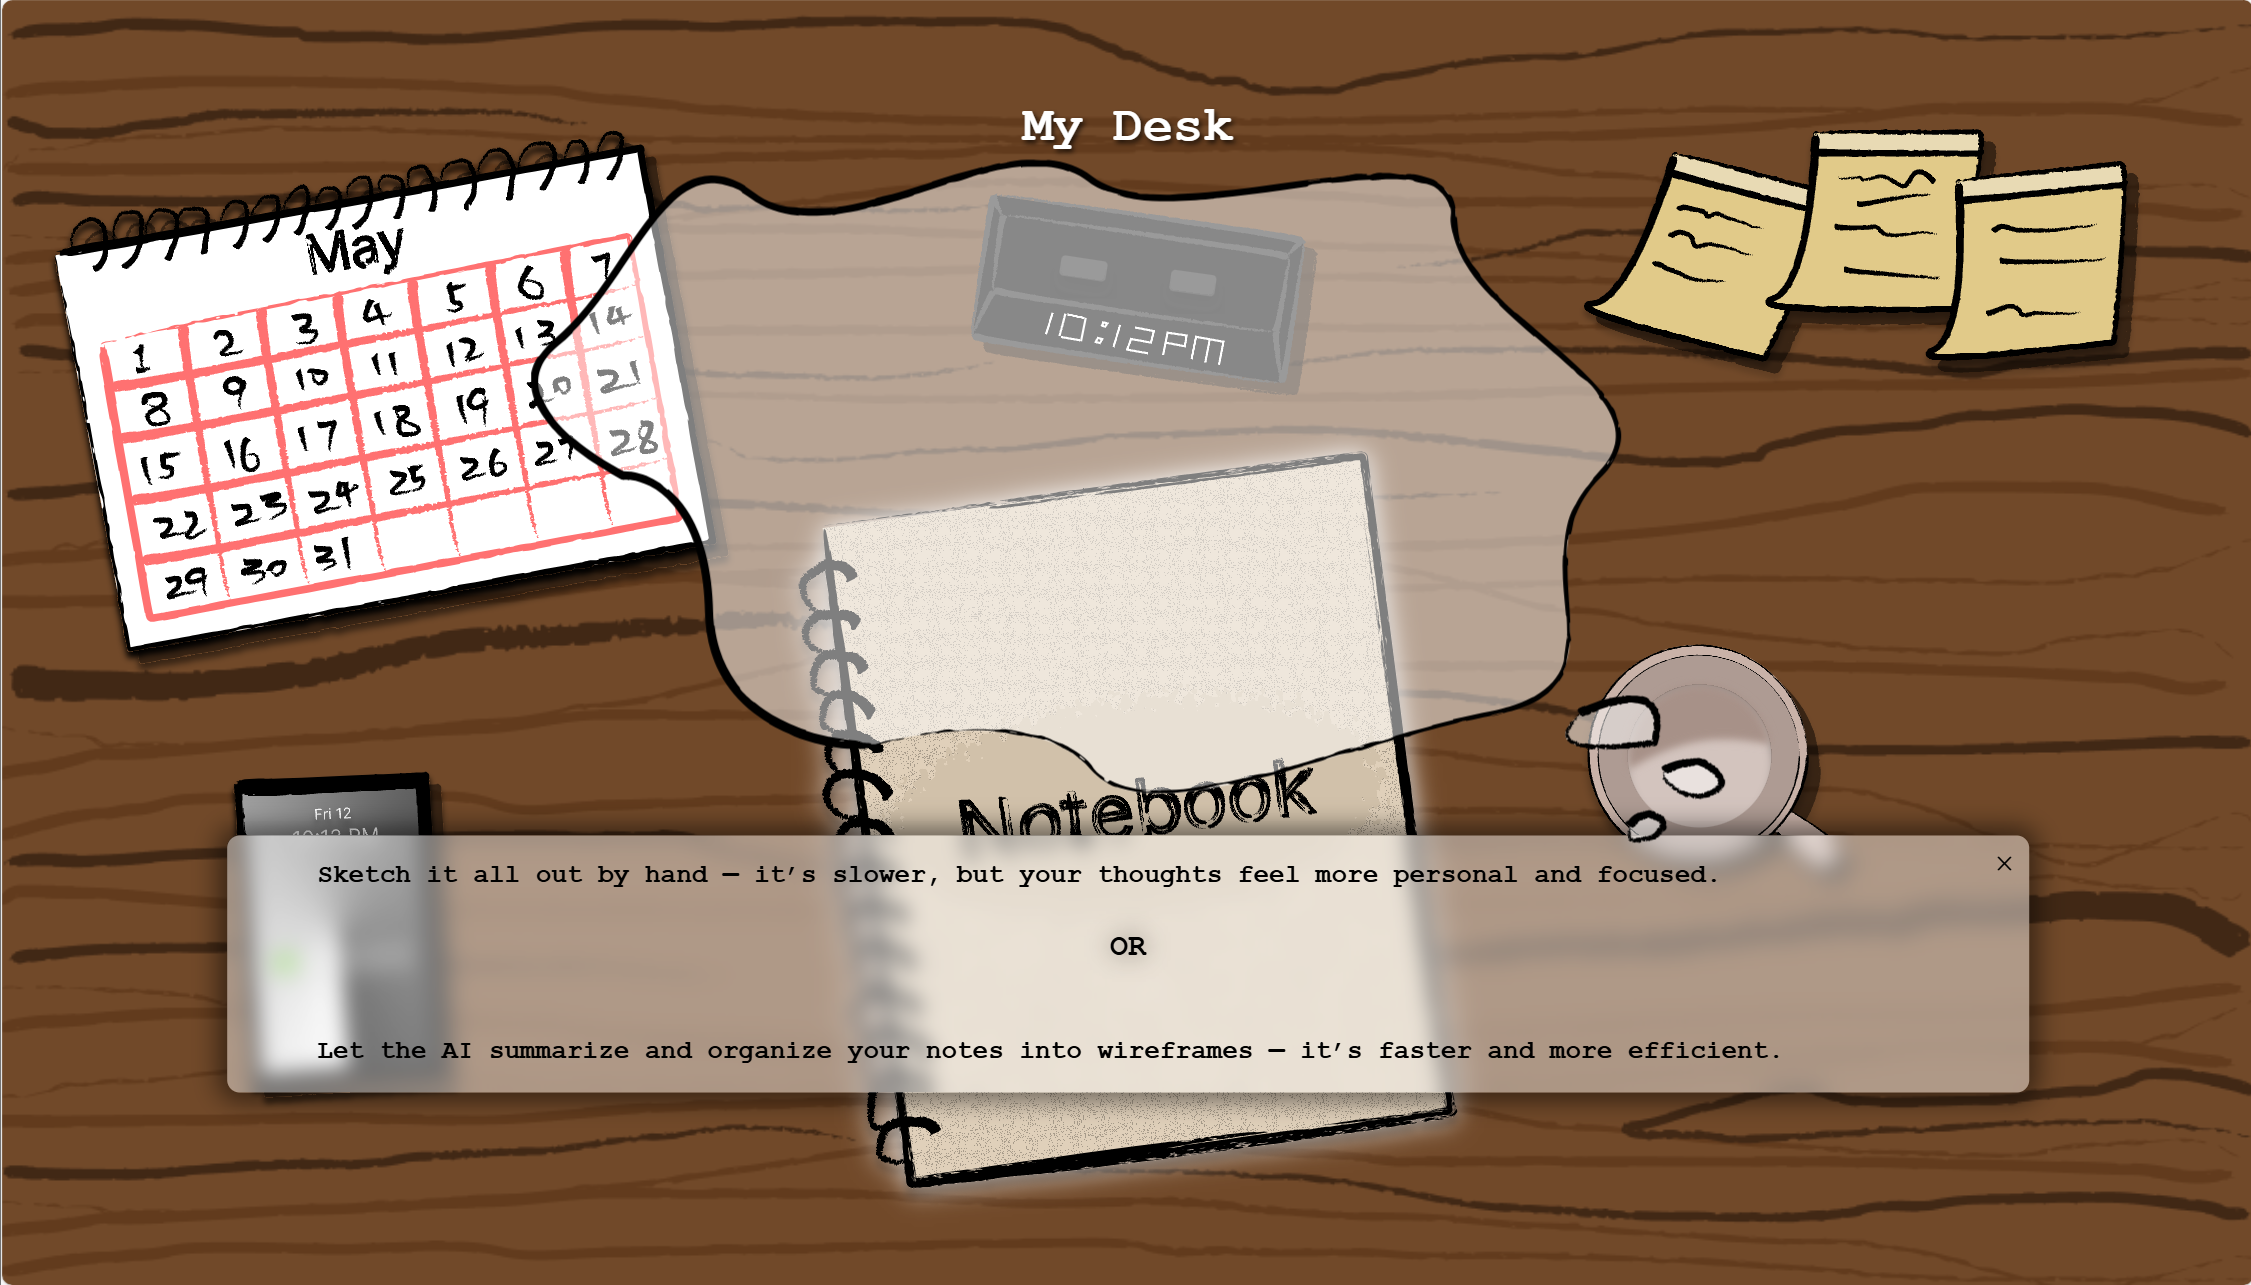 My Desk
May
1 2 3 4 5 6 7
8 9 10 11 12 13 14
15 16 17 18 19 20 21
22 23 24 25 26 27 28
29 30 31
10:12PM
Notebook
Fri 12
10:12 PM
Sketch it all out by hand — it’s slower, but your thoughts feel more personal and focused.
×
OR
Let the AI summarize and organize your notes into wireframes — it’s faster and more efficient.